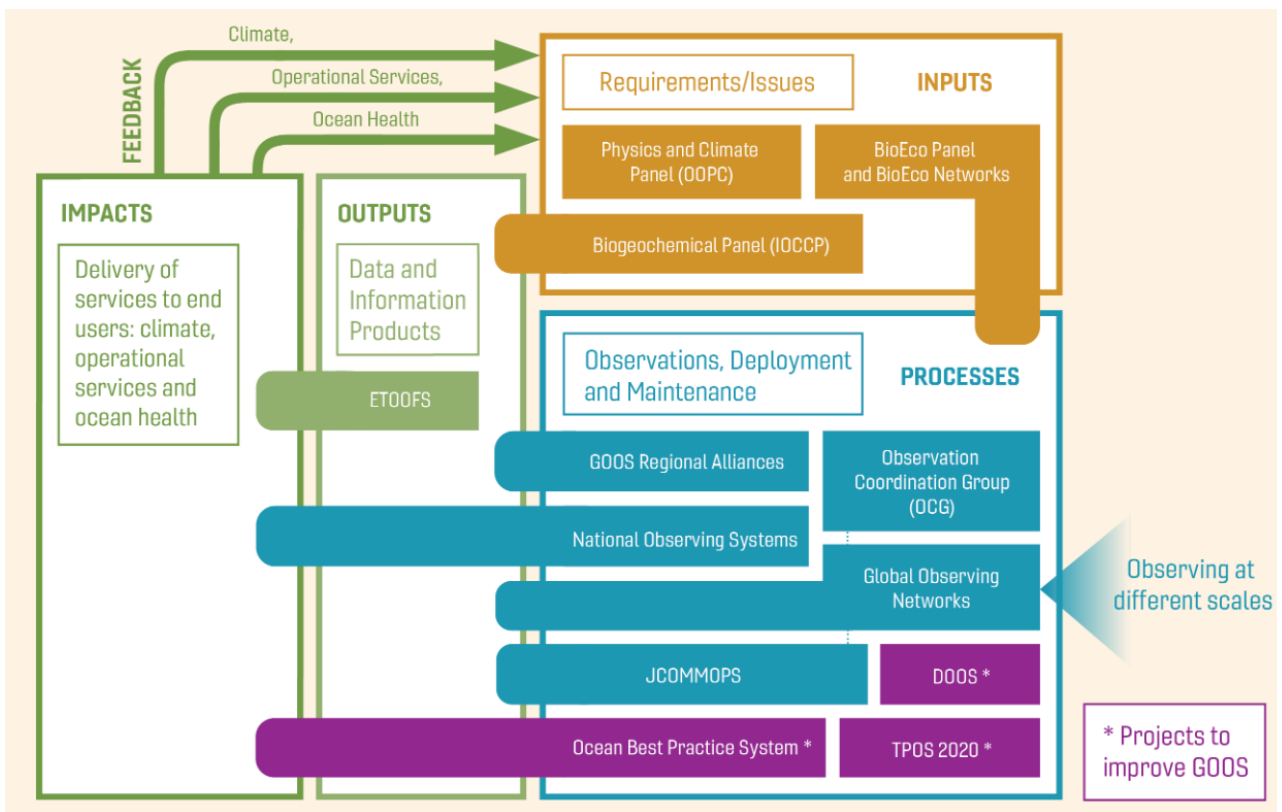 FEEDBACK
Climate,
Operational Services,
Ocean Health
IMPACTS
Delivery of
services to end
users: climate,
operational
services and
ocean health
OUTPUTS
Data and
Information
Products
ETOOFS
Requirements/Issues
INPUTS
Physics and Climate
Panel (OOPC)
BioEco Panel
and BioEco Networks
Biogeochemical Panel (IOCCP)
Observations, Deployment
and Maintenance
PROCESSES
GOOS Regional Alliances
Observation
Coordination Group
(OCG)
National Observing Systems
Global Observing
Networks
JCOMMOPS
DOOS *
Ocean Best Practice System *
TPOS 2020 *
Observing at
different scales
* Projects to
improve GOOS